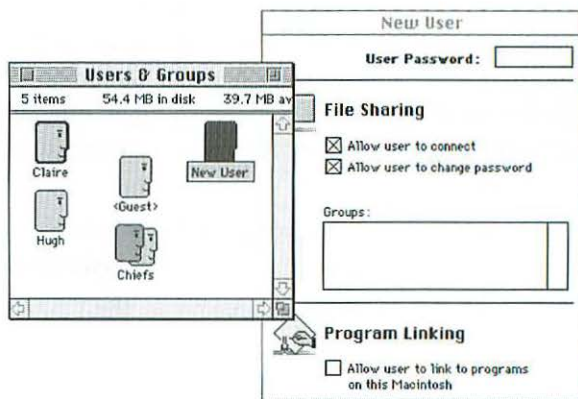 New User
User Password:
Users & Groups
5 items 54.4 MB in disk 39.7 MB av
Claire
<Guest>
New User
Hugh
Chiefs
File Sharing
Allow user to connect
Allow user to change password
Groups:
Program Linking
Allow user to link to programs
on this Macintosh